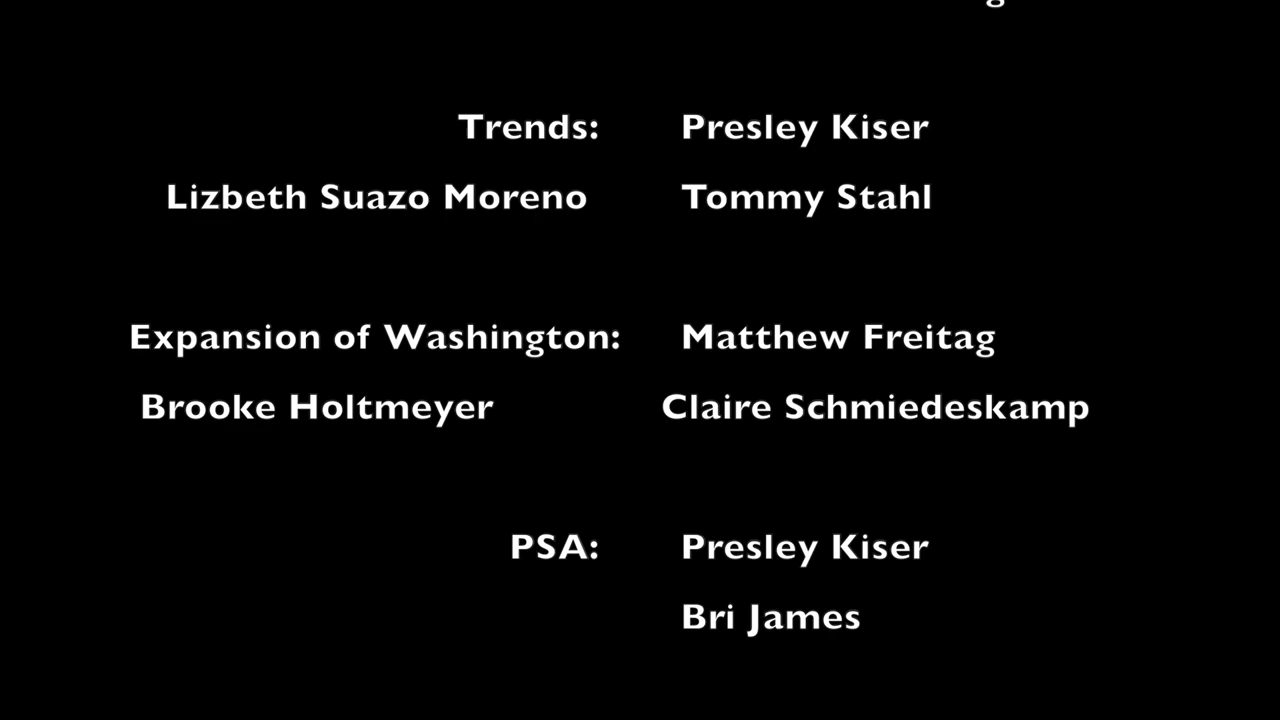 Trends: Presley Kiser
Lizbeth Suazo Moreno Tommy Stahl
Expansion of Washington: Matthew Freitag
Brooke Holtmeyer Claire Schmiedeskamp
PSA: Presley Kiser
Bri James